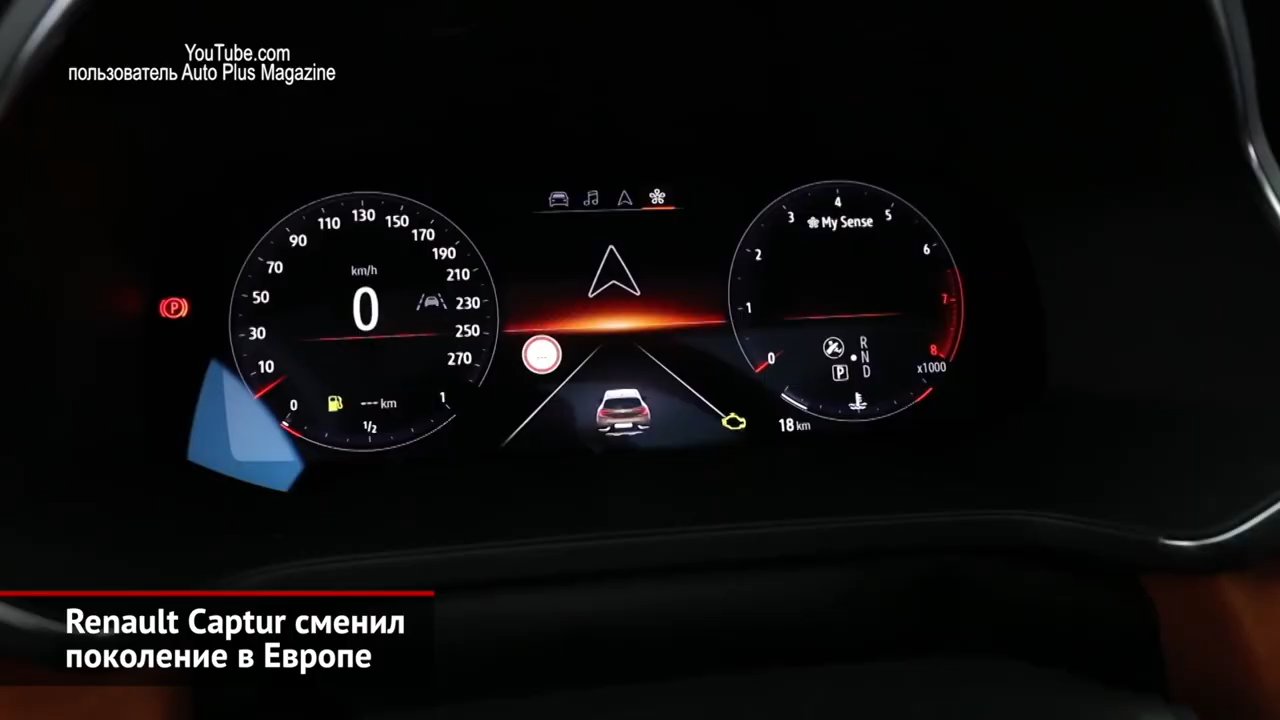 YouTube.com
пользователь Auto Plus Magazine
0
10
30
50
70
90
110
130
150
170
190
210
230
250
270
km/h
0
--- km
1/2
1
P
0
1
2
3
4
5
6
7
8
x1000
My Sense
R
N
D
P
18 km
Renault Captur сменил
поколение в Европе